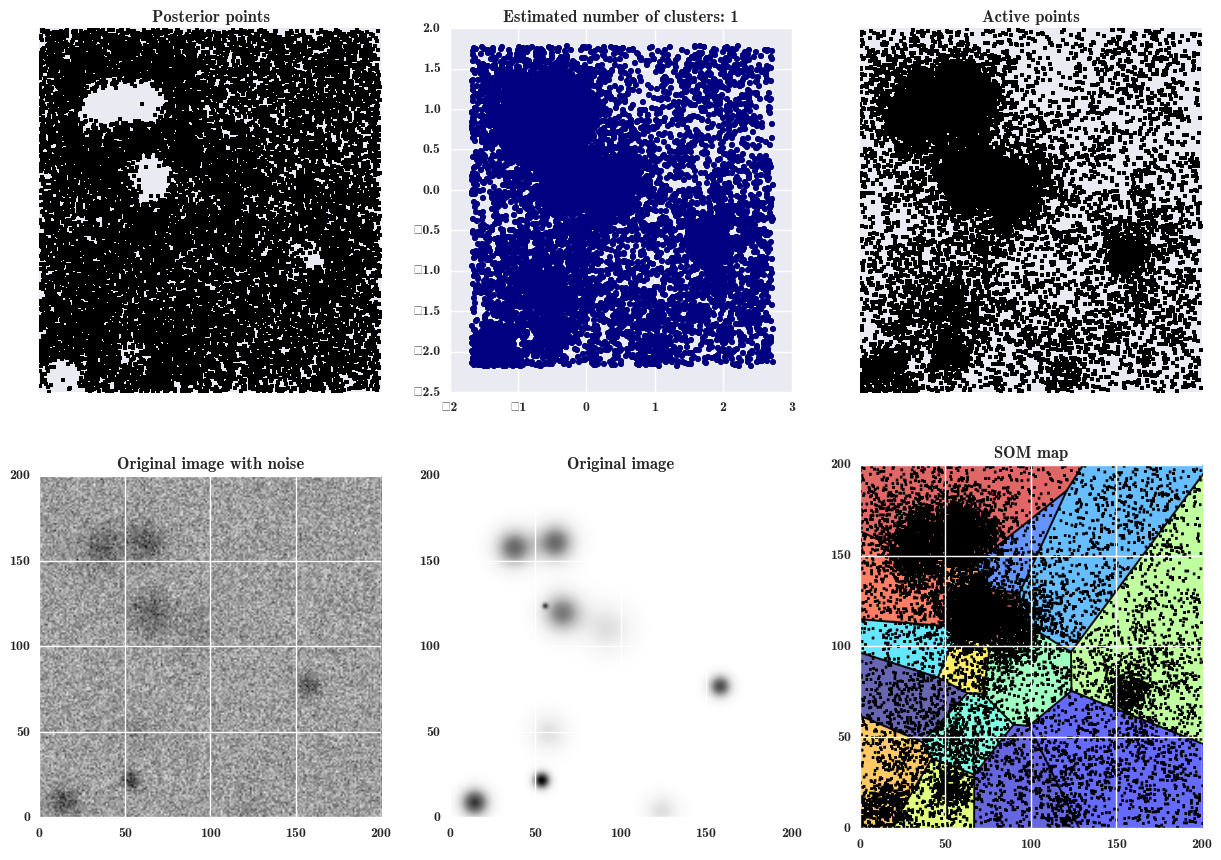 Posterior points
Estimated number of clusters: 1
Active points
2.0
1.5
1.0
0.5
0.0
□0.5
□1.0
□1.5
□2.0
□2.5
□2 □1 0 1 2 3
Original image with noise
200
150
100
50
0
0 50 100 150 200
Original image
200
150
100
50
0
0 50 100 150 200
SOM map
200
150
100
50
0
0 50 100 150 200